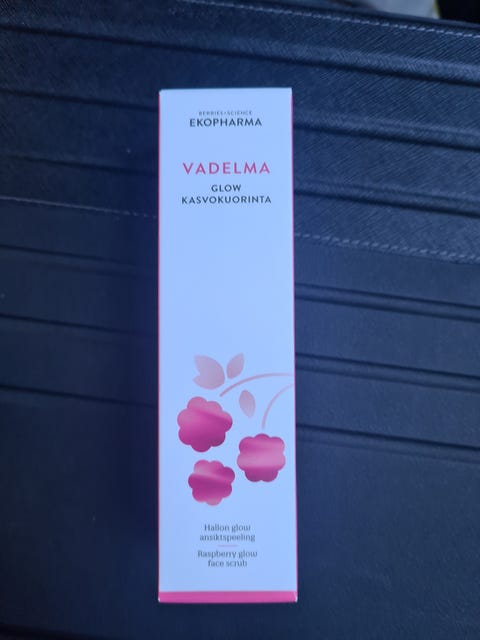 BERRIES+SCIENCE
EKOPHARMA
VADELMA
GLOW
KASVOKUORINTA
Hallon glow
ansiktspeeling
Raspberry glow
face scrub